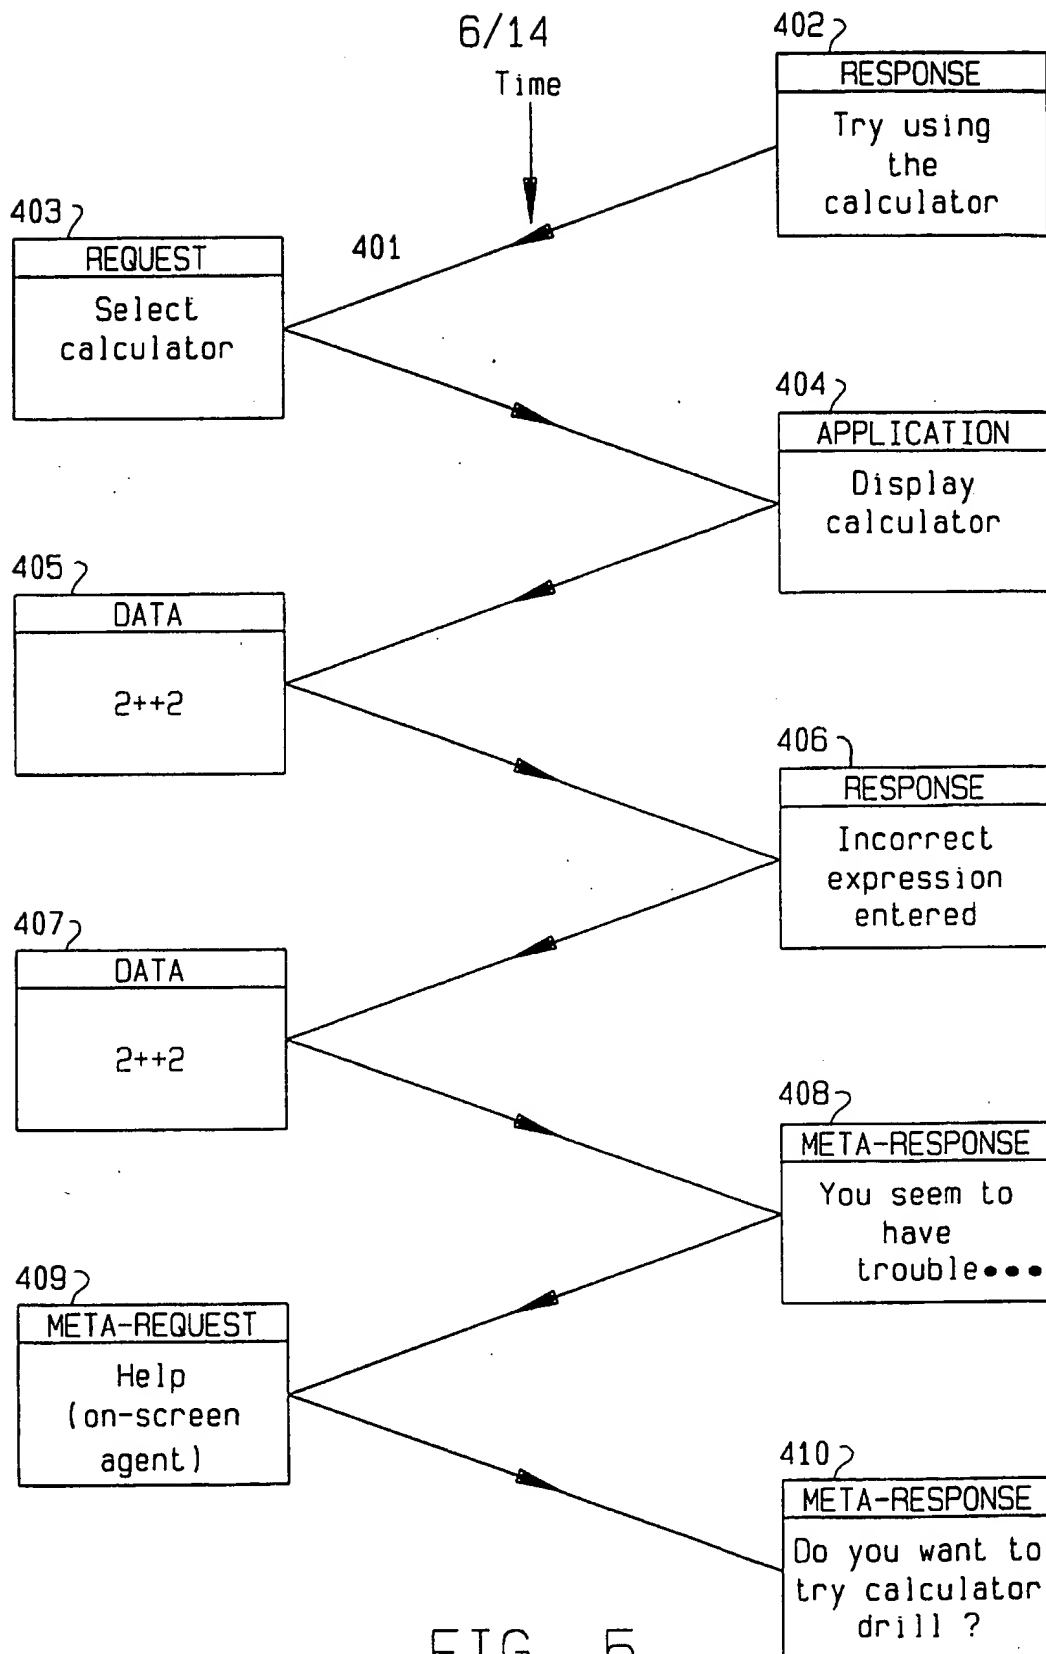 6/14
Time
402
RESPONSE
Try using
the
calculator
403
REQUEST
Select
calculator
401
404
APPLICATION
Display
calculator
405
DATA
2++2
406
RESPONSE
Incorrect
expression
entered
407
DATA
2++2
408
META-RESPONSE
You seem to
have
trouble•••
409
META-REQUEST
Help
(on-screen
agent)
410
META-RESPONSE
Do you want to
try calculator
drill ?
FIG. 5